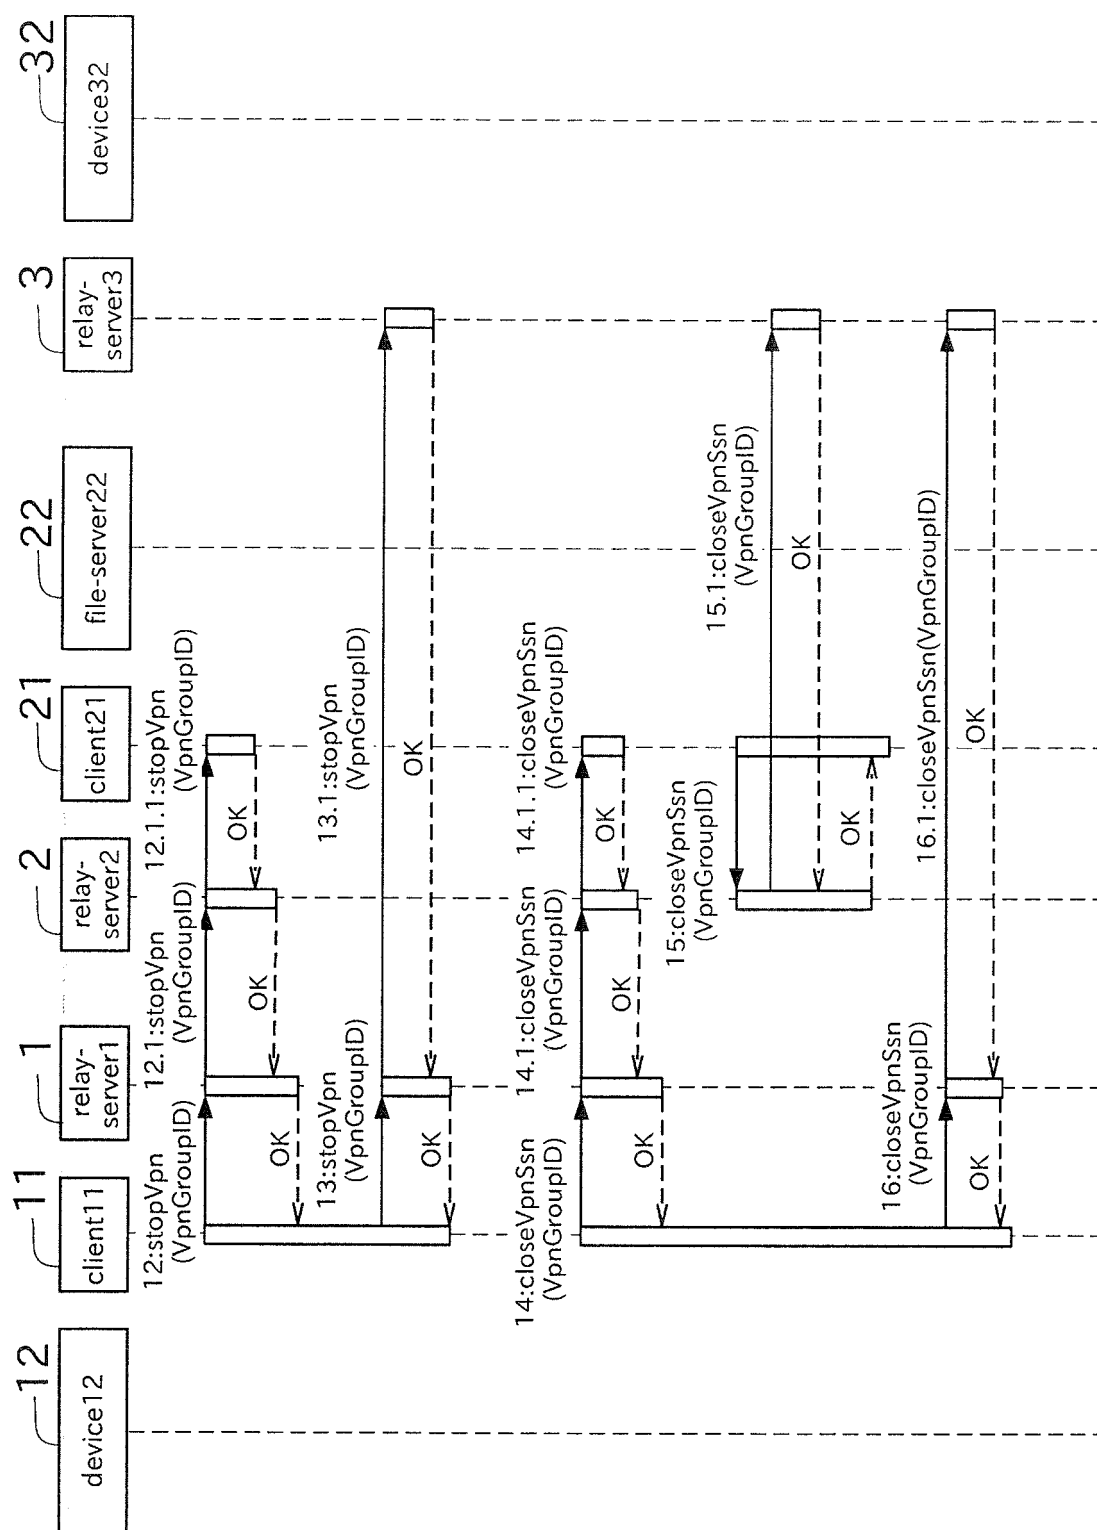 12
device12
11
client11
1
relay-
server1
2
relay-
server2
21
client21
22
file-server22
3
relay-
server3
32
device32
12:stopVpn
(VpnGroupID)
12.1:stopVpn
(VpnGroupID)
12.1.1:stopVpn
(VpnGroupID)
OK
OK
OK
13:stopVpn
(VpnGroupID)
13.1:stopVpn
(VpnGroupID)
OK
OK
14:closeVpnSsn
(VpnGroupID)
14.1:closeVpnSsn
(VpnGroupID)
14.1.1:closeVpnSsn
(VpnGroupID)
OK
OK
OK
15:closeVpnSsn
(VpnGroupID)
15.1:closeVpnSsn
(VpnGroupID)
OK
OK
16:closeVpnSsn
(VpnGroupID)
16.1:closeVpnSsn(VpnGroupID)
OK
OK